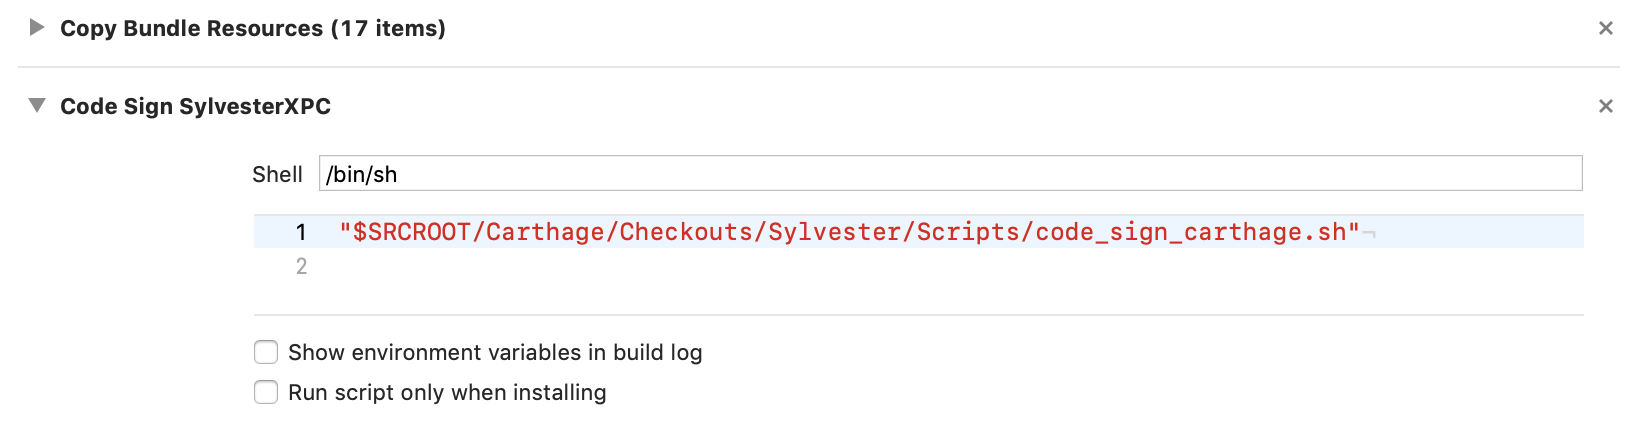 Copy Bundle Resources (17 items)
Code Sign SylvesterXPC
Shell /bin/sh
1 "$SRCROOT/Carthage/Checkouts/Sylvester/Scripts/code_sign_carthage.sh"¬
2
Show environment variables in build log
Run script only when installing